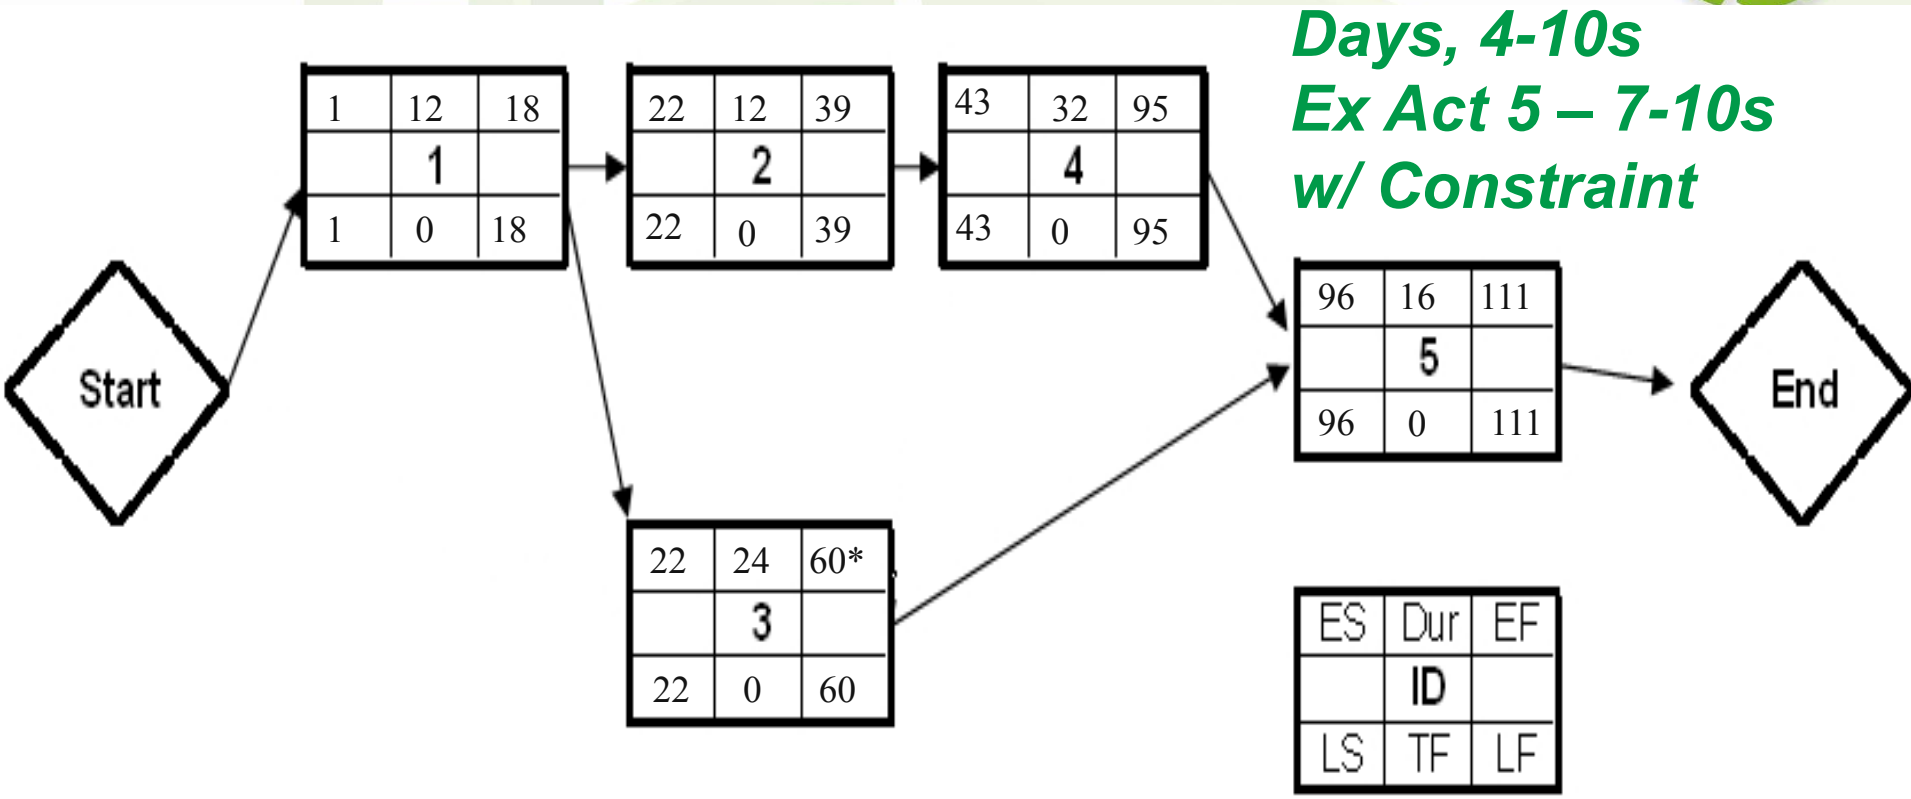 Days, 4-10s
Ex Act 5 – 7-10s
w/ Constraint
1 12 18
1
1 0 18
22 12 39
2
22 0 39
43 32 95
4
43 0 95
96 16 111
5
96 0 111
Start
End
22 24 60*
3
22 0 60
ES Dur EF
ID
LS TF LF